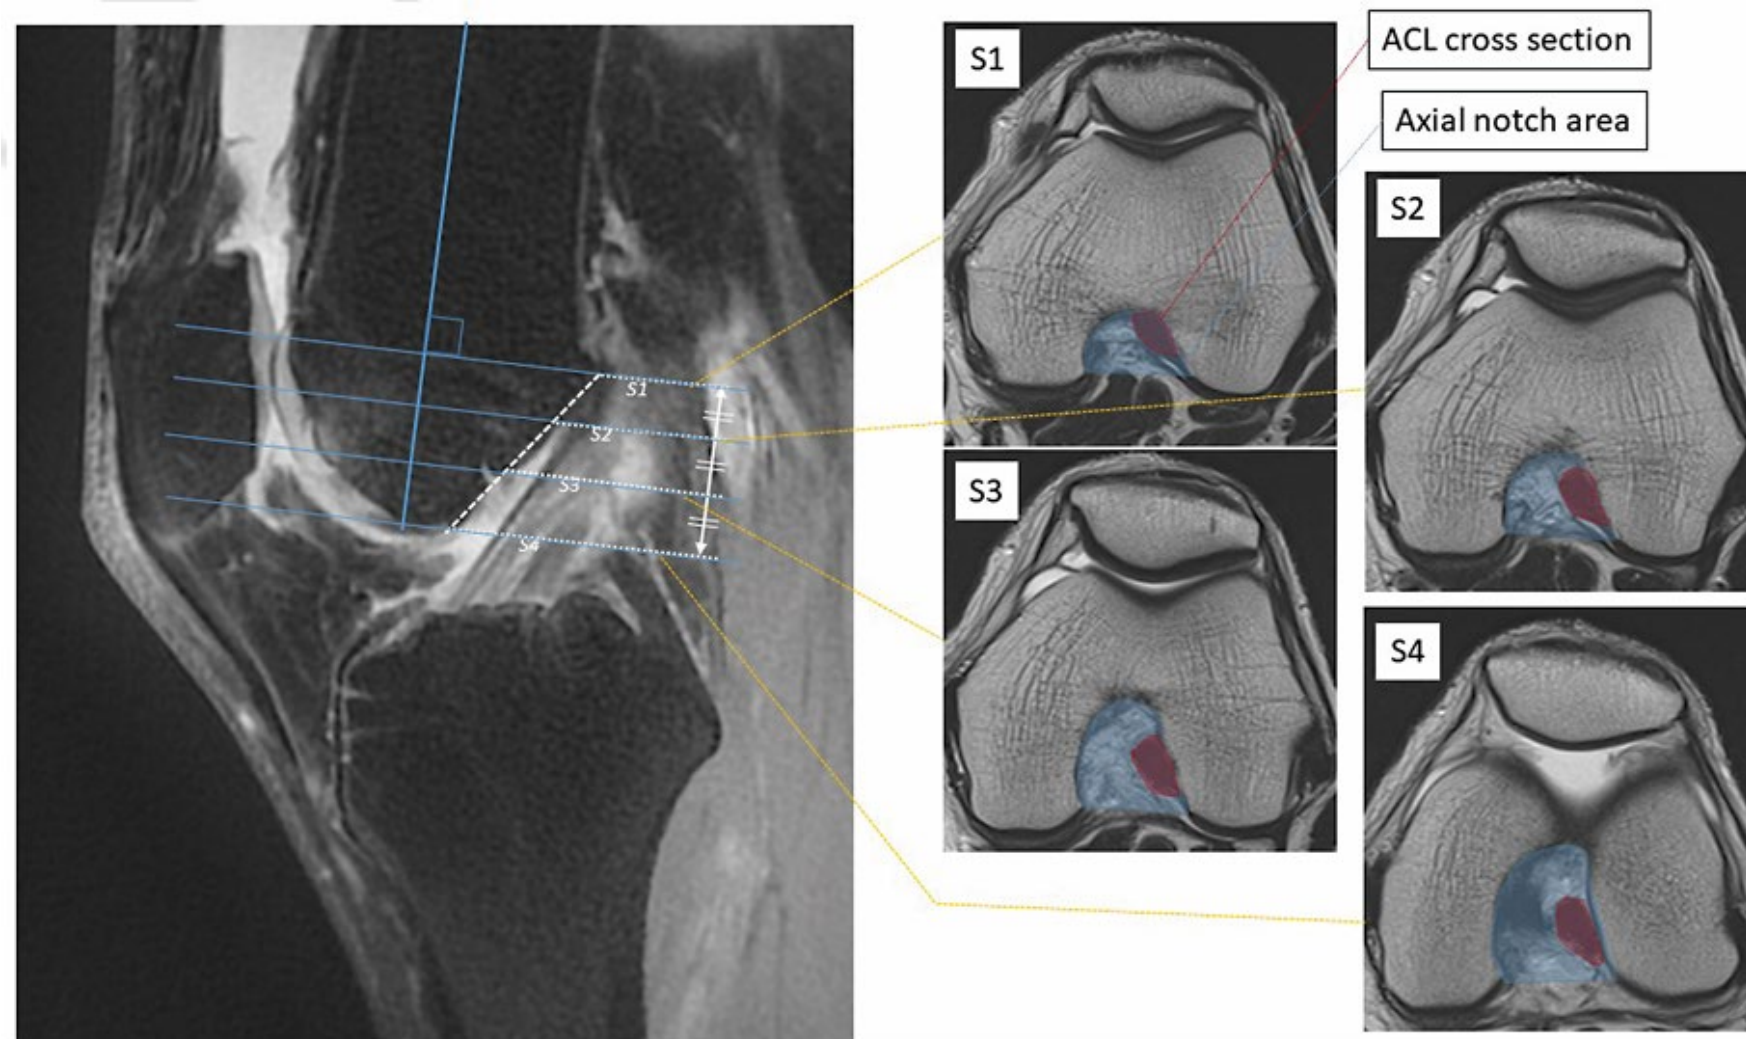 S1
ACL cross section
Axial notch area
S2
S3
S4
S1
S2
S3
S4